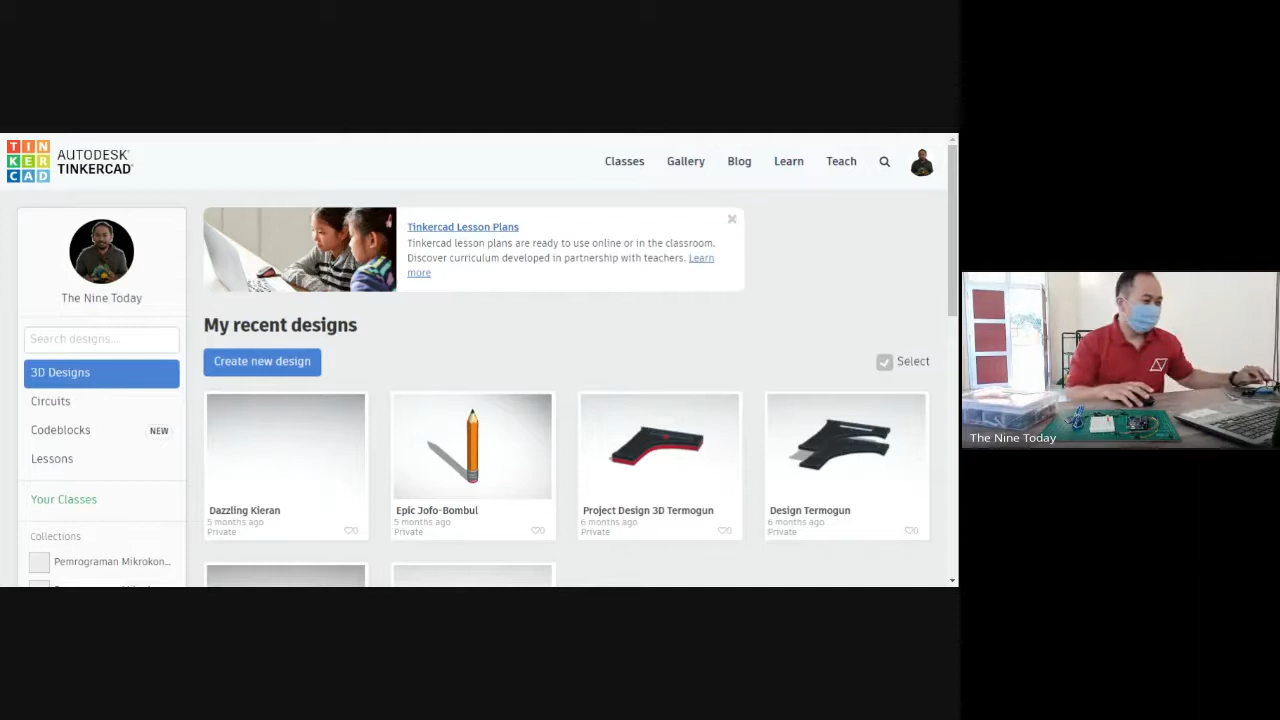 TIN
KER
CAD
AUTODESK®
TINKERCAD®
Classes
Gallery
Blog
Learn
Teach
The Nine Today
Search designs...
3D Designs
Circuits
Codeblocks
NEW
Lessons
Your Classes
Collections
Pemrograman Mikrokon...
Tinkercad Lesson Plans
Tinkercad lesson plans are ready to use online or in the classroom.
Discover curriculum developed in partnership with teachers. Learn
more
My recent designs
Create new design
Select
Dazzling Kieran
5 months ago
Private
0
Epic Jofo-Bombul
5 months ago
Private
0
Project Design 3D Termogun
6 months ago
Private
0
Design Termogun
6 months ago
Private
0
The Nine Today